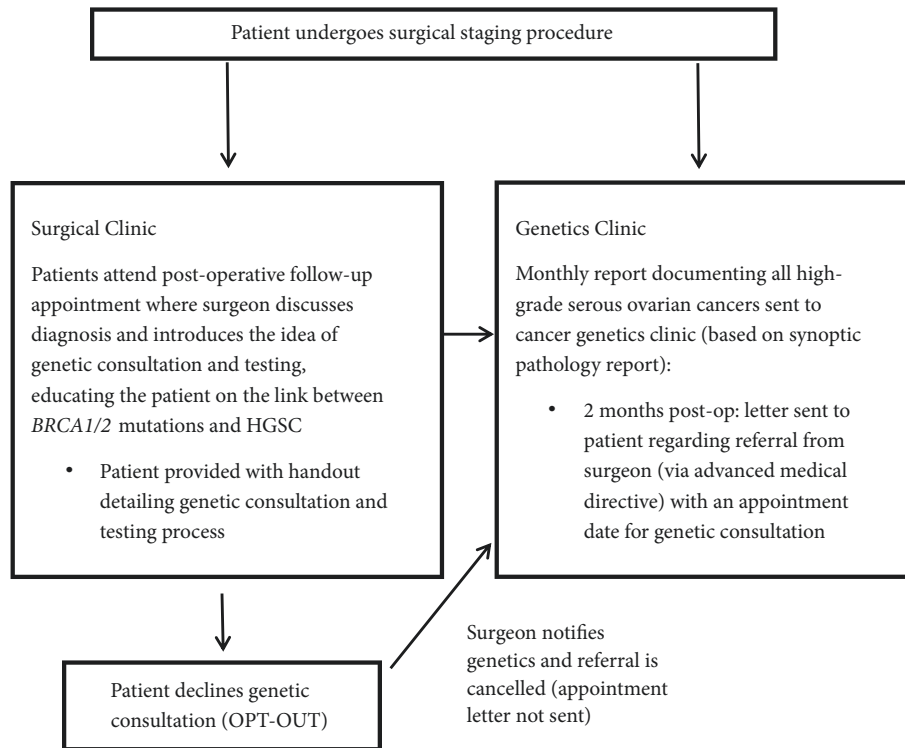 Patient undergoes surgical staging procedure
Surgical Clinic
Patients attend post-operative follow-up
appointment where surgeon discusses
diagnosis and introduces the idea of
genetic consultation and testing,
educating the patient on the link between
BRCA1/2 mutations and HGSC
• Patient provided with handout
detailing genetic consultation and
testing process
Genetics Clinic
Monthly report documenting all high-
grade serous ovarian cancers sent to
cancer genetics clinic (based on synoptic
pathology report):
• 2 months post-op: letter sent to
patient regarding referral from
surgeon (via advanced medical
directive) with an appointment
date for genetic consultation
Patient declines genetic
consultation (OPT-OUT)
Surgeon notifies
genetics and referral is
cancelled (appointment
letter not sent)